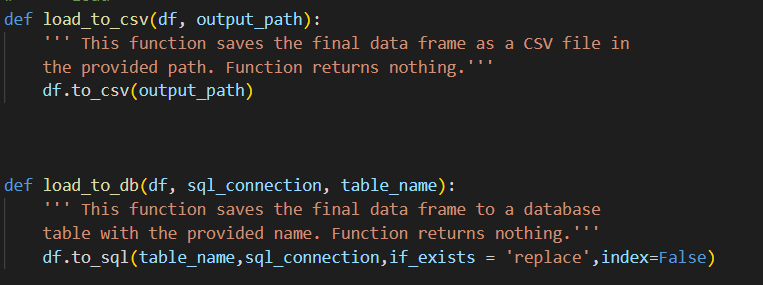 def load_to_csv(df, output_path):
    ''' This function saves the final data frame as a CSV file in
    the provided path. Function returns nothing.'''
    df.to_csv(output_path)
def load_to_db(df, sql_connection, table_name):
    ''' This function saves the final data frame to a database
    table with the provided name. Function returns nothing.'''
    df.to_sql(table_name,sql_connection,if_exists = 'replace',index=False)